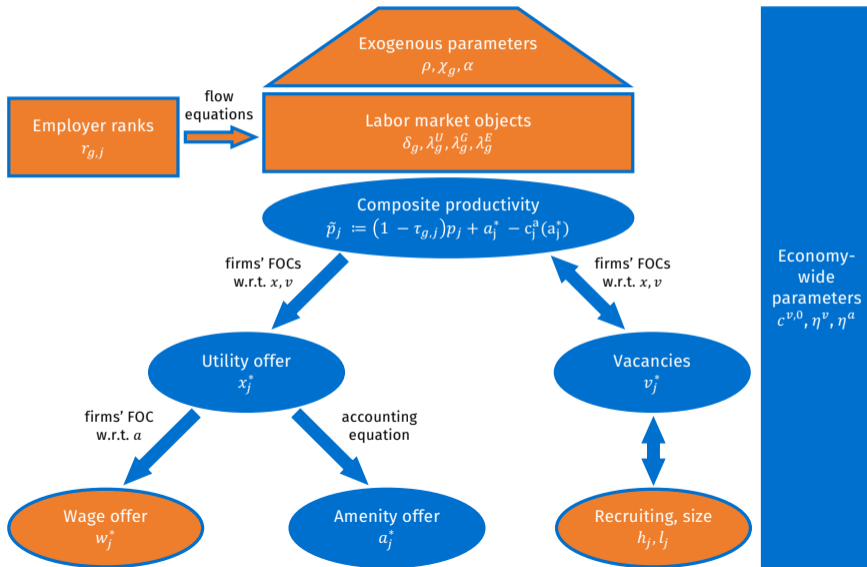 Exogenous parameters
ρ, χ_g, α
Employer ranks
r_{g,j}
flow
equations
Labor market objects
δ_g, λ_g^U, λ_g^G, λ_g^E
Composite productivity
p̃_j := (1 − τ_{g,j})p_j + a_j^* − c_j^a(a_j^*)
firms' FOCs
w.r.t. x, v
firms' FOCs
w.r.t. x, v
Utility offer
x_j^*
Vacancies
v_j^*
firms' FOC
w.r.t. a
accounting
equation
Wage offer
w_j^*
Amenity offer
a_j^*
Recruiting, size
h_j, l_j
Economy-
wide
parameters
c^{v,0}, η^v, η^a